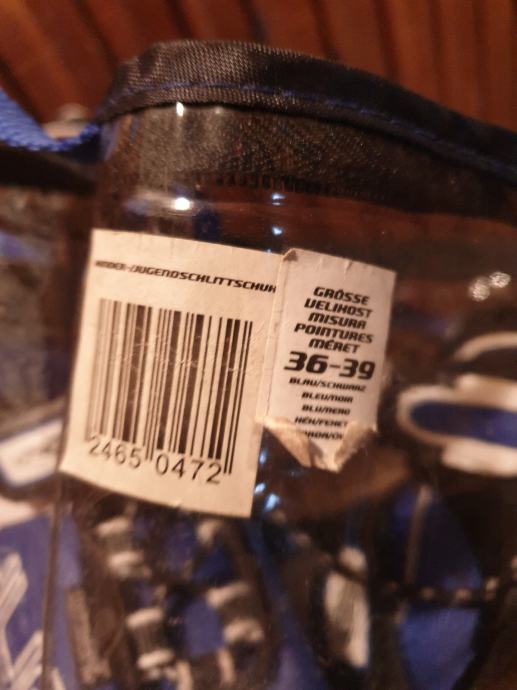 KINDER-/JUGENDSCHLITTSCHUH
2465 0472
GRÖSSE
VELIKOST
MISURA
POINTURES
MÉRET
36-39
BLAU/SCHWARZ
BLEU/NOIR
BLU/NERO